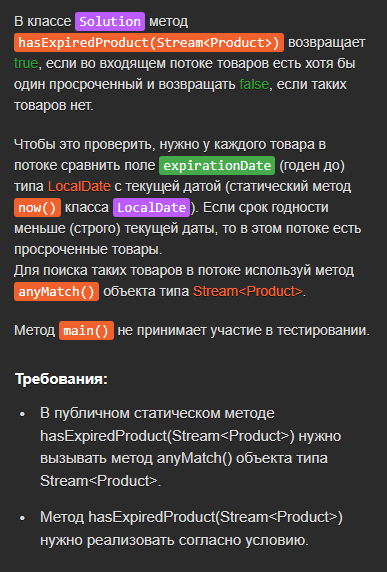 В классе Solution метод
hasExpiredProduct(Stream<Product>) возвращает
true, если во входящем потоке товаров есть хотя бы
один просроченный и возвращать false, если таких
товаров нет.
Чтобы это проверить, нужно у каждого товара в
потоке сравнить поле expirationDate (годен до)
типа LocalDate с текущей датой (статический метод
now() класса LocalDate). Если срок годности
меньше (строго) текущей даты, то в этом потоке есть
просроченные товары.
Для поиска таких товаров в потоке используй метод
anyMatch() объекта типа Stream<Product>.
Метод main() не принимает участие в тестировании.
Требования:
• В публичном статическом методе
hasExpiredProduct(Stream<Product>) нужно
вызывать метод anyMatch() объекта типа
Stream<Product>.
• Метод hasExpiredProduct(Stream<Product>)
нужно реализовать согласно условию.